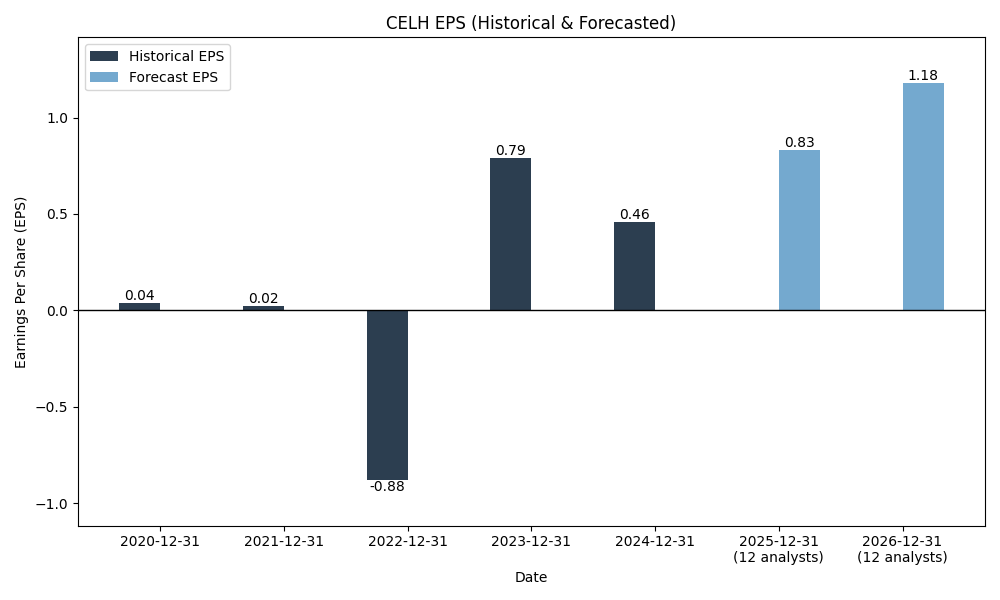 CELH EPS (Historical & Forecasted)
Historical EPS
Forecast EPS
Earnings Per Share (EPS)
1.0
0.5
0.0
−0.5
−1.0
0.04
0.02
-0.88
0.79
0.46
0.83
1.18
2020-12-31
2021-12-31
2022-12-31
2023-12-31
2024-12-31
2025-12-31
(12 analysts)
2026-12-31
(12 analysts)
Date